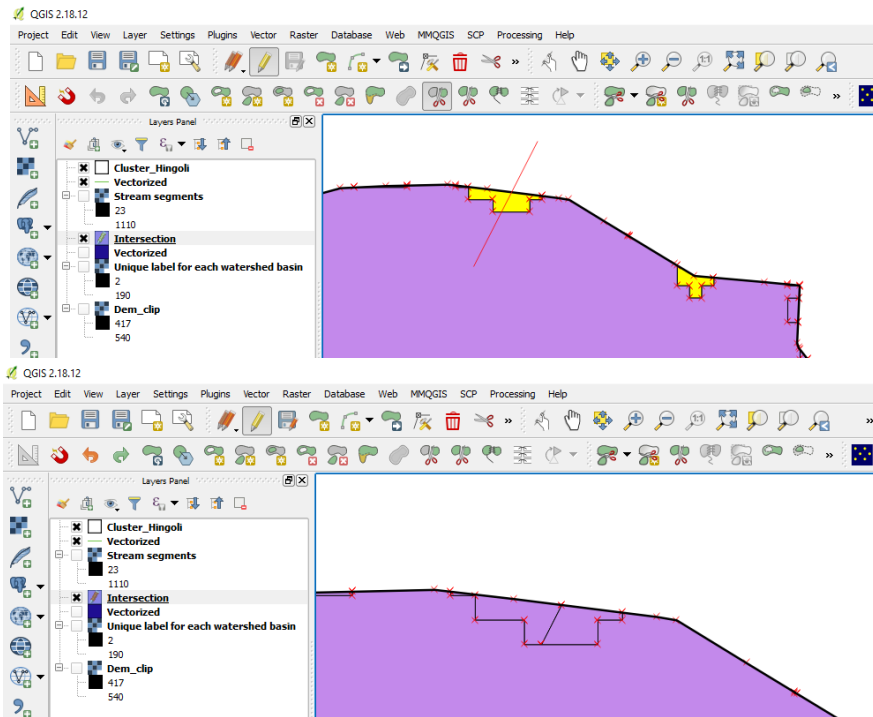 QGIS 2.18.12
Project Edit View Layer Settings Plugins Vector Raster Database Web MMQGIS SCP Processing Help
Layers Panel
Cluster_Hingoli
Vectorized
Stream segments
23
1110
Intersection
Vectorized
Unique label for each watershed basin
2
190
Dem_clip
417
540
QGIS 2.18.12
Project Edit View Layer Settings Plugins Vector Raster Database Web MMQGIS SCP Processing Help
Layers Panel
Cluster_Hingoli
Vectorized
Stream segments
23
1110
Intersection
Vectorized
Unique label for each watershed basin
2
190
Dem_clip
417
540